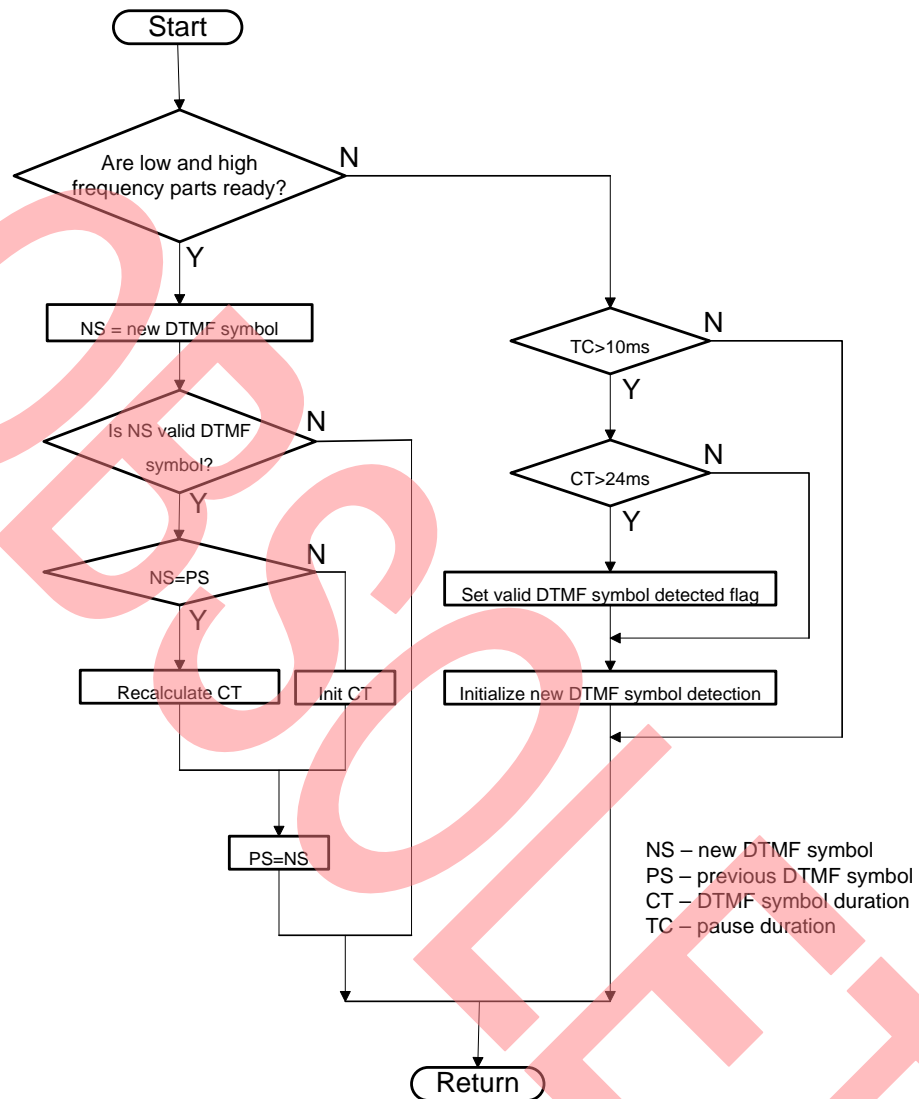 Start
Are low and high
frequency parts ready?
N
Y
NS = new DTMF symbol
TC>10ms
N
Y
Is NS valid DTMF
symbol?
N
Y
CT>24ms
N
Y
NS=PS
N
Y
Set valid DTMF symbol detected flag
Recalculate CT
Init CT
Initialize new DTMF symbol detection
PS=NS
NS – new DTMF symbol
PS – previous DTMF symbol
CT – DTMF symbol duration
TC – pause duration
Return
OBSOLET